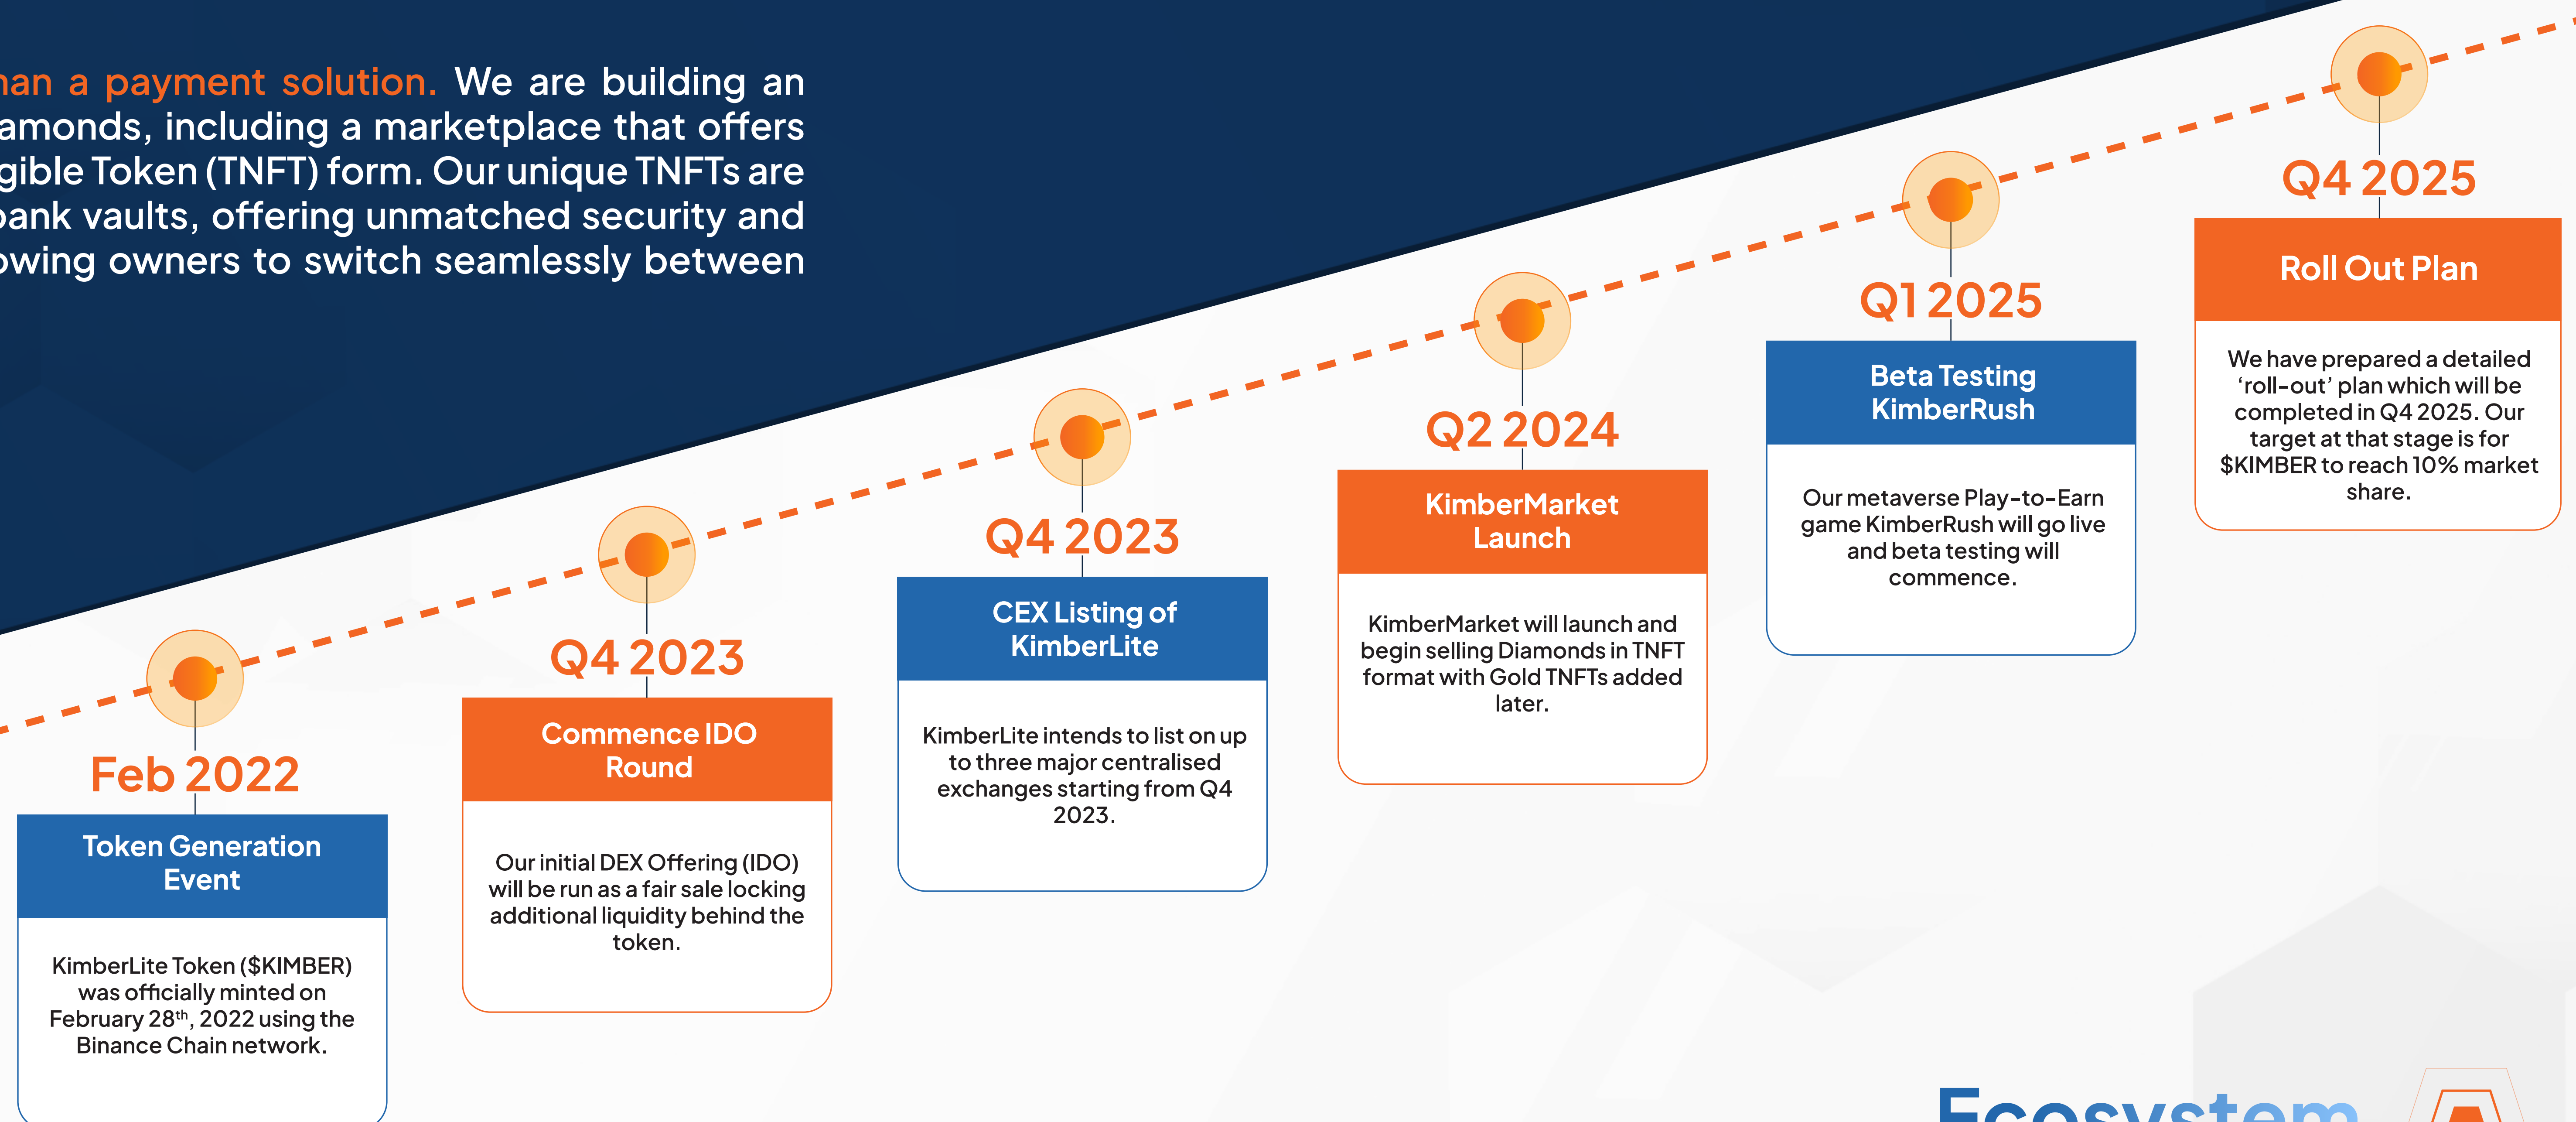 han a payment solution. We are building an
amonds, including a marketplace that offers
gible Token (TNFT) form. Our unique TNFTs are
bank vaults, offering unmatched security and
owing owners to switch seamlessly between
Feb 2022
Token Generation
Event
KimberLite Token ($KIMBER)
was officially minted on
February 28th, 2022 using the
Binance Chain network.
Q4 2023
Commence IDO
Round
Our initial DEX Offering (IDO)
will be run as a fair sale locking
additional liquidity behind the
token.
Q4 2023
CEX Listing of
KimberLite
KimberLite intends to list on up
to three major centralised
exchanges starting from Q4
2023.
Q2 2024
KimberMarket
Launch
KimberMarket will launch and
begin selling Diamonds in TNFT
format with Gold TNFTs added
later.
Q1 2025
Beta Testing
KimberRush
Our metaverse Play-to-Earn
game KimberRush will go live
and beta testing will
commence.
Q4 2025
Roll Out Plan
We have prepared a detailed
‘roll-out’ plan which will be
completed in Q4 2025. Our
target at that stage is for
$KIMBER to reach 10% market
share.
Ecosystem